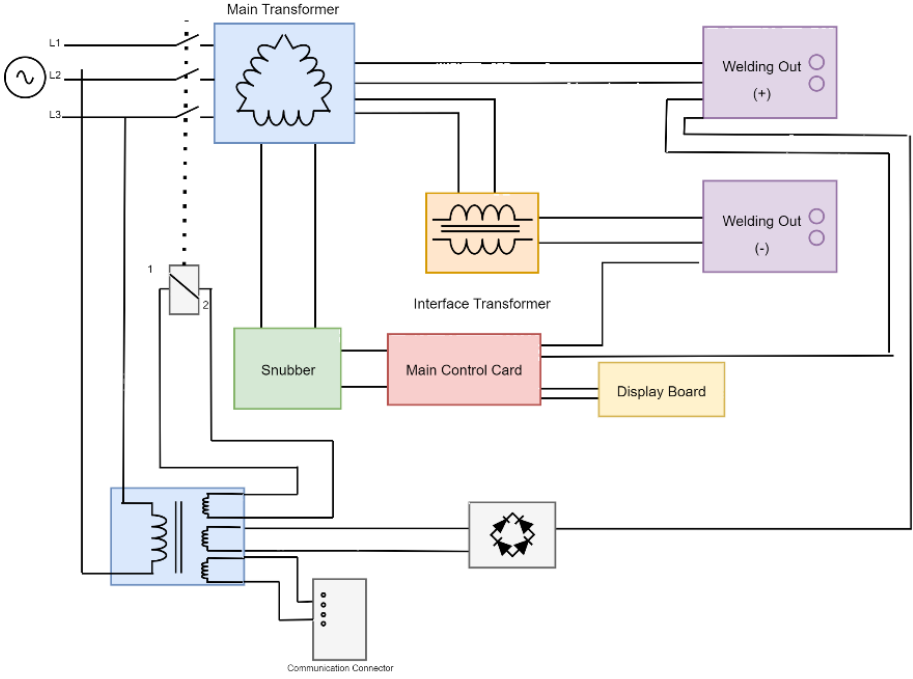 Main Transformer
L1
L2
L3
Welding Out
(+)
Welding Out
(-)
1
2
Interface Transformer
Snubber
Main Control Card
Display Board
Communication Connector